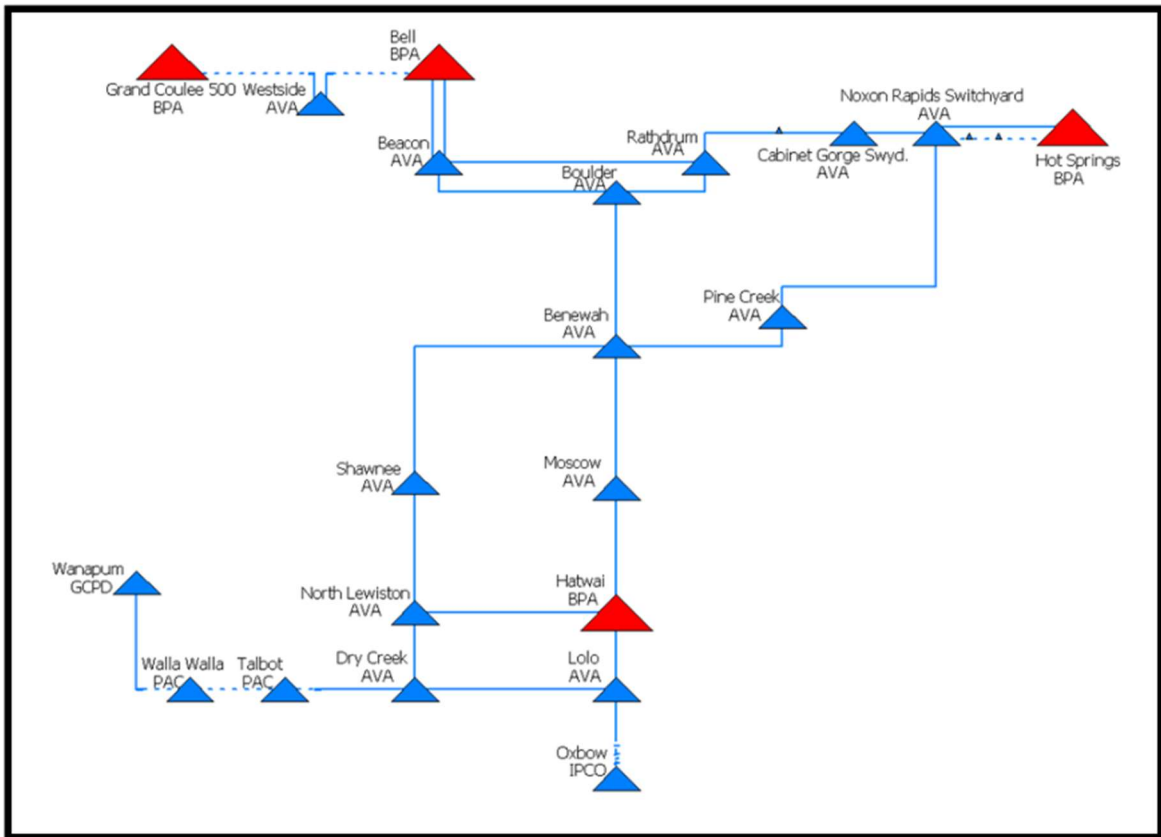 Bell
BPA
Grand Coulee 500
BPA
Westside
AVA
Noxon Rapids Switchyard
AVA
Beacon
AVA
Rathdrum
AVA
Boulder
AVA
Cabinet Gorge Swyd.
AVA
Hot Springs
BPA
Pine Creek
AVA
Benewah
AVA
Shawnee
AVA
Moscow
AVA
Wanapum
GCPD
North Lewiston
AVA
Hatwai
BPA
Walla Walla
PAC
Talbot
PAC
Dry Creek
AVA
Lolo
AVA
Oxbow
IPCO